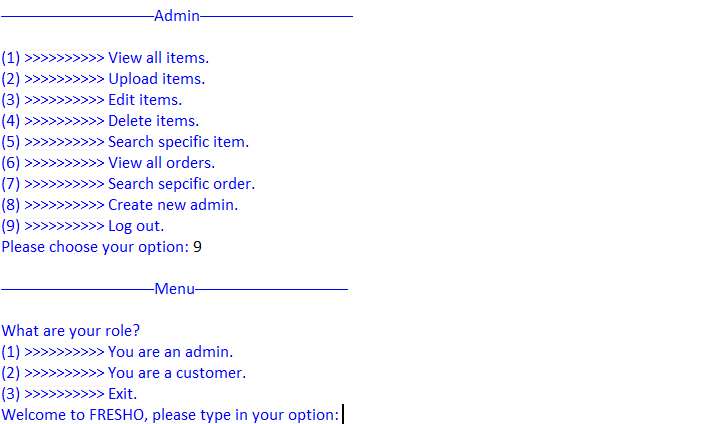 ———————————Admin———————————
(1) >>>>>>>>>> View all items.
(2) >>>>>>>>>> Upload items.
(3) >>>>>>>>>> Edit items.
(4) >>>>>>>>>> Delete items.
(5) >>>>>>>>>> Search specific item.
(6) >>>>>>>>>> View all orders.
(7) >>>>>>>>>> Search sepcific order.
(8) >>>>>>>>>> Create new admin.
(9) >>>>>>>>>> Log out.
Please choose your option: 9
———————————Menu———————————
What are your role?
(1) >>>>>>>>>> You are an admin.
(2) >>>>>>>>>> You are a customer.
(3) >>>>>>>>>> Exit.
Welcome to FRESHO, please type in your option: